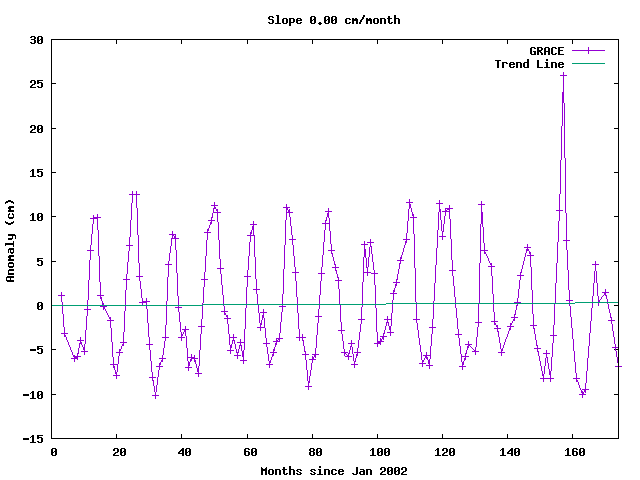 Slope 0.00 cm/month
GRACE
Trend Line
30
25
20
15
10
5
0
-5
-10
-15
Anomaly (cm)
0 20 40 60 80 100 120 140 160
Months since Jan 2002